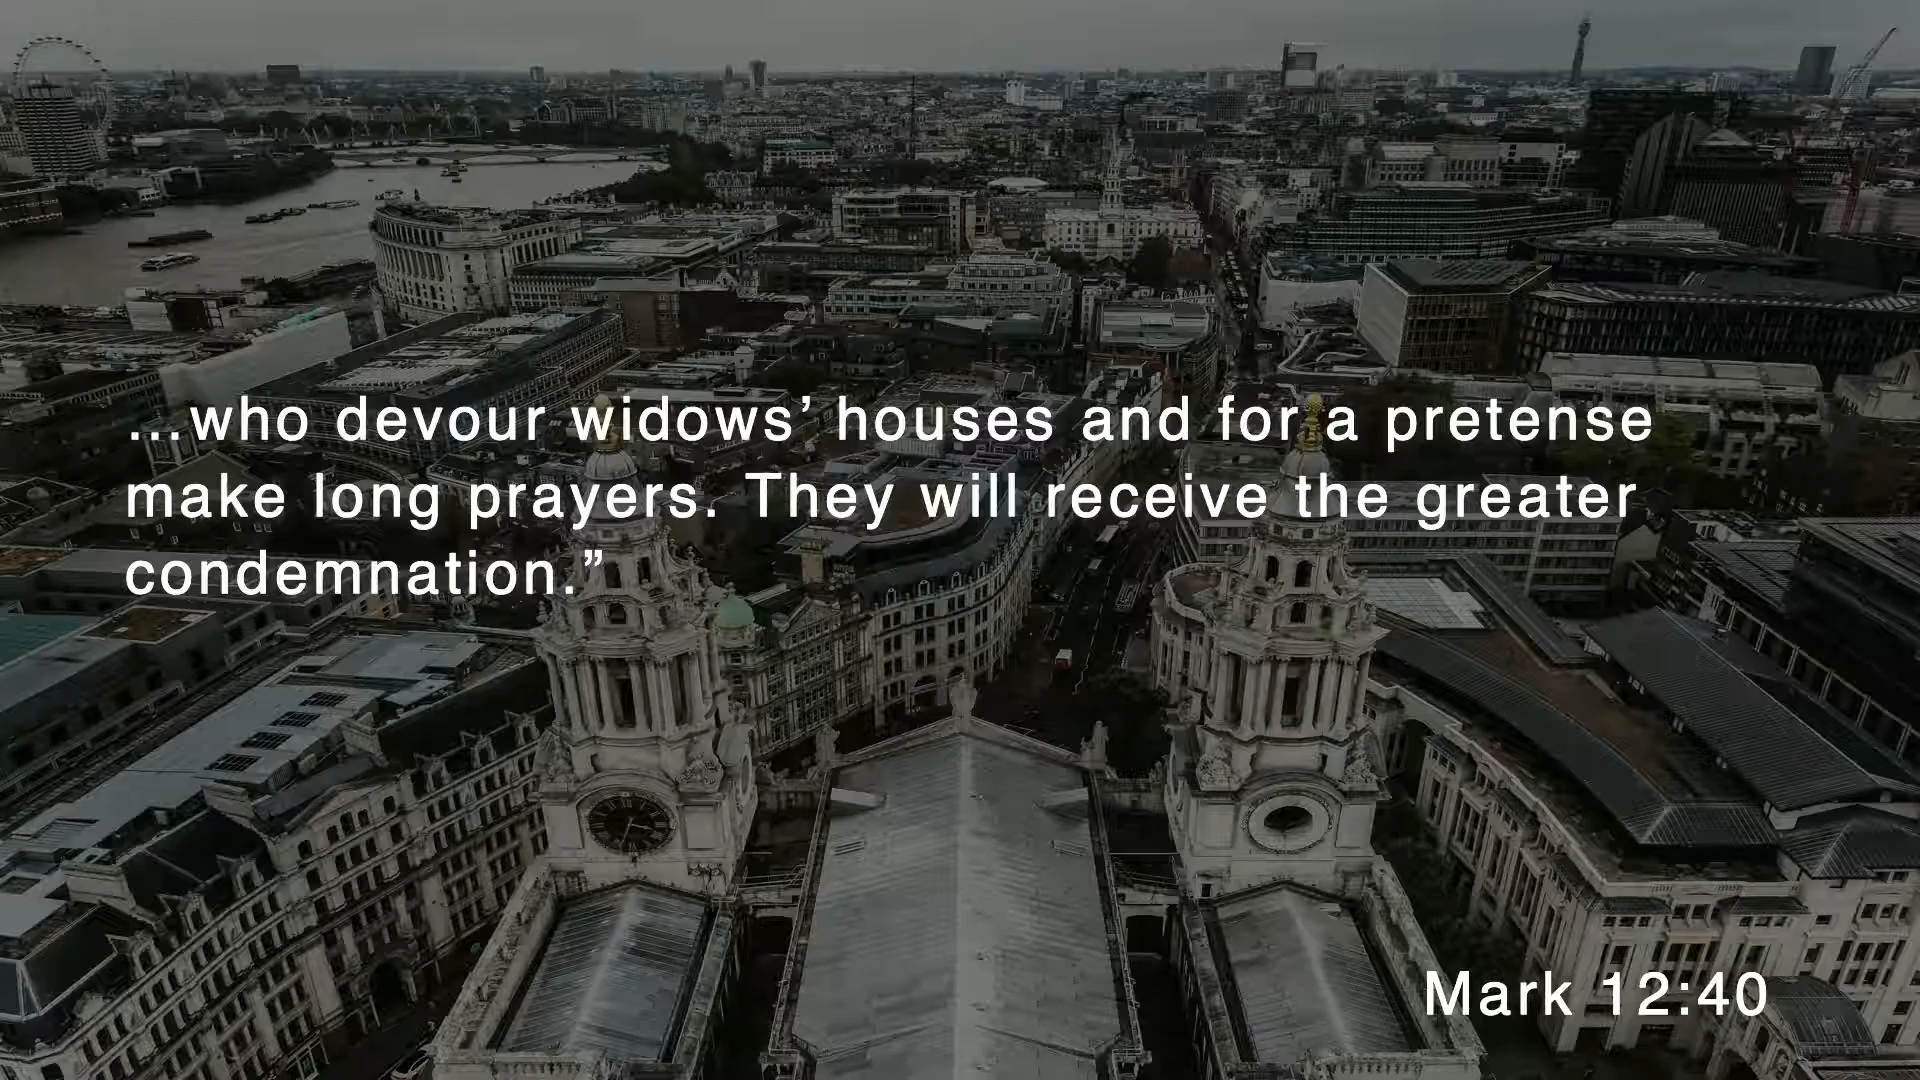 …who devour widows’ houses and for a pretense
make long prayers. They will receive the greater
condemnation.”
Mark 12:40